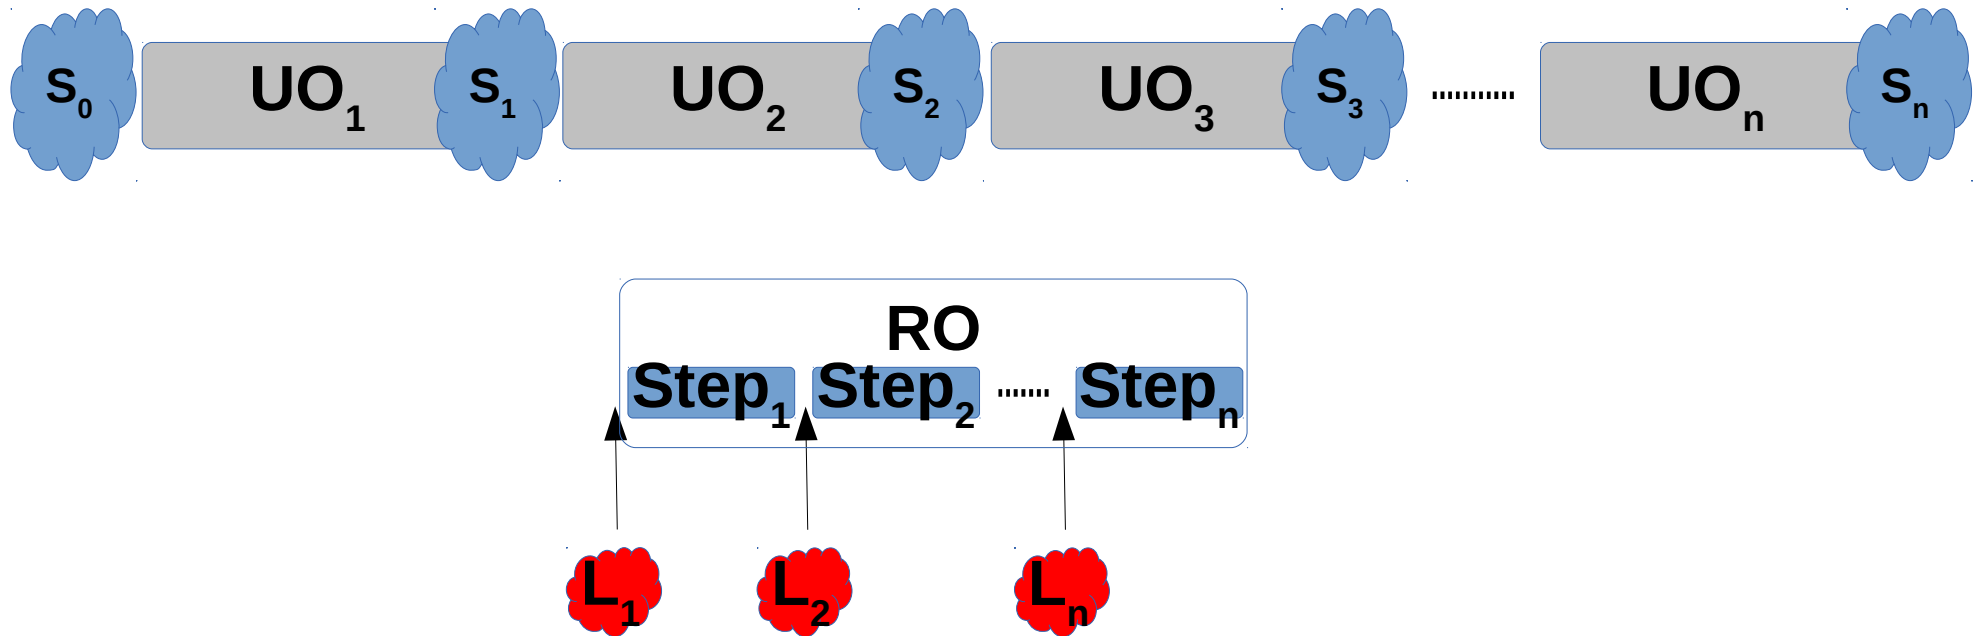 S₀ UO₁ S₁ UO₂ S₂ UO₃ S₃ .......... UOₙ Sₙ
RO
Step₁ Step₂ ....... Stepₙ
L₁ L₂ Lₙ